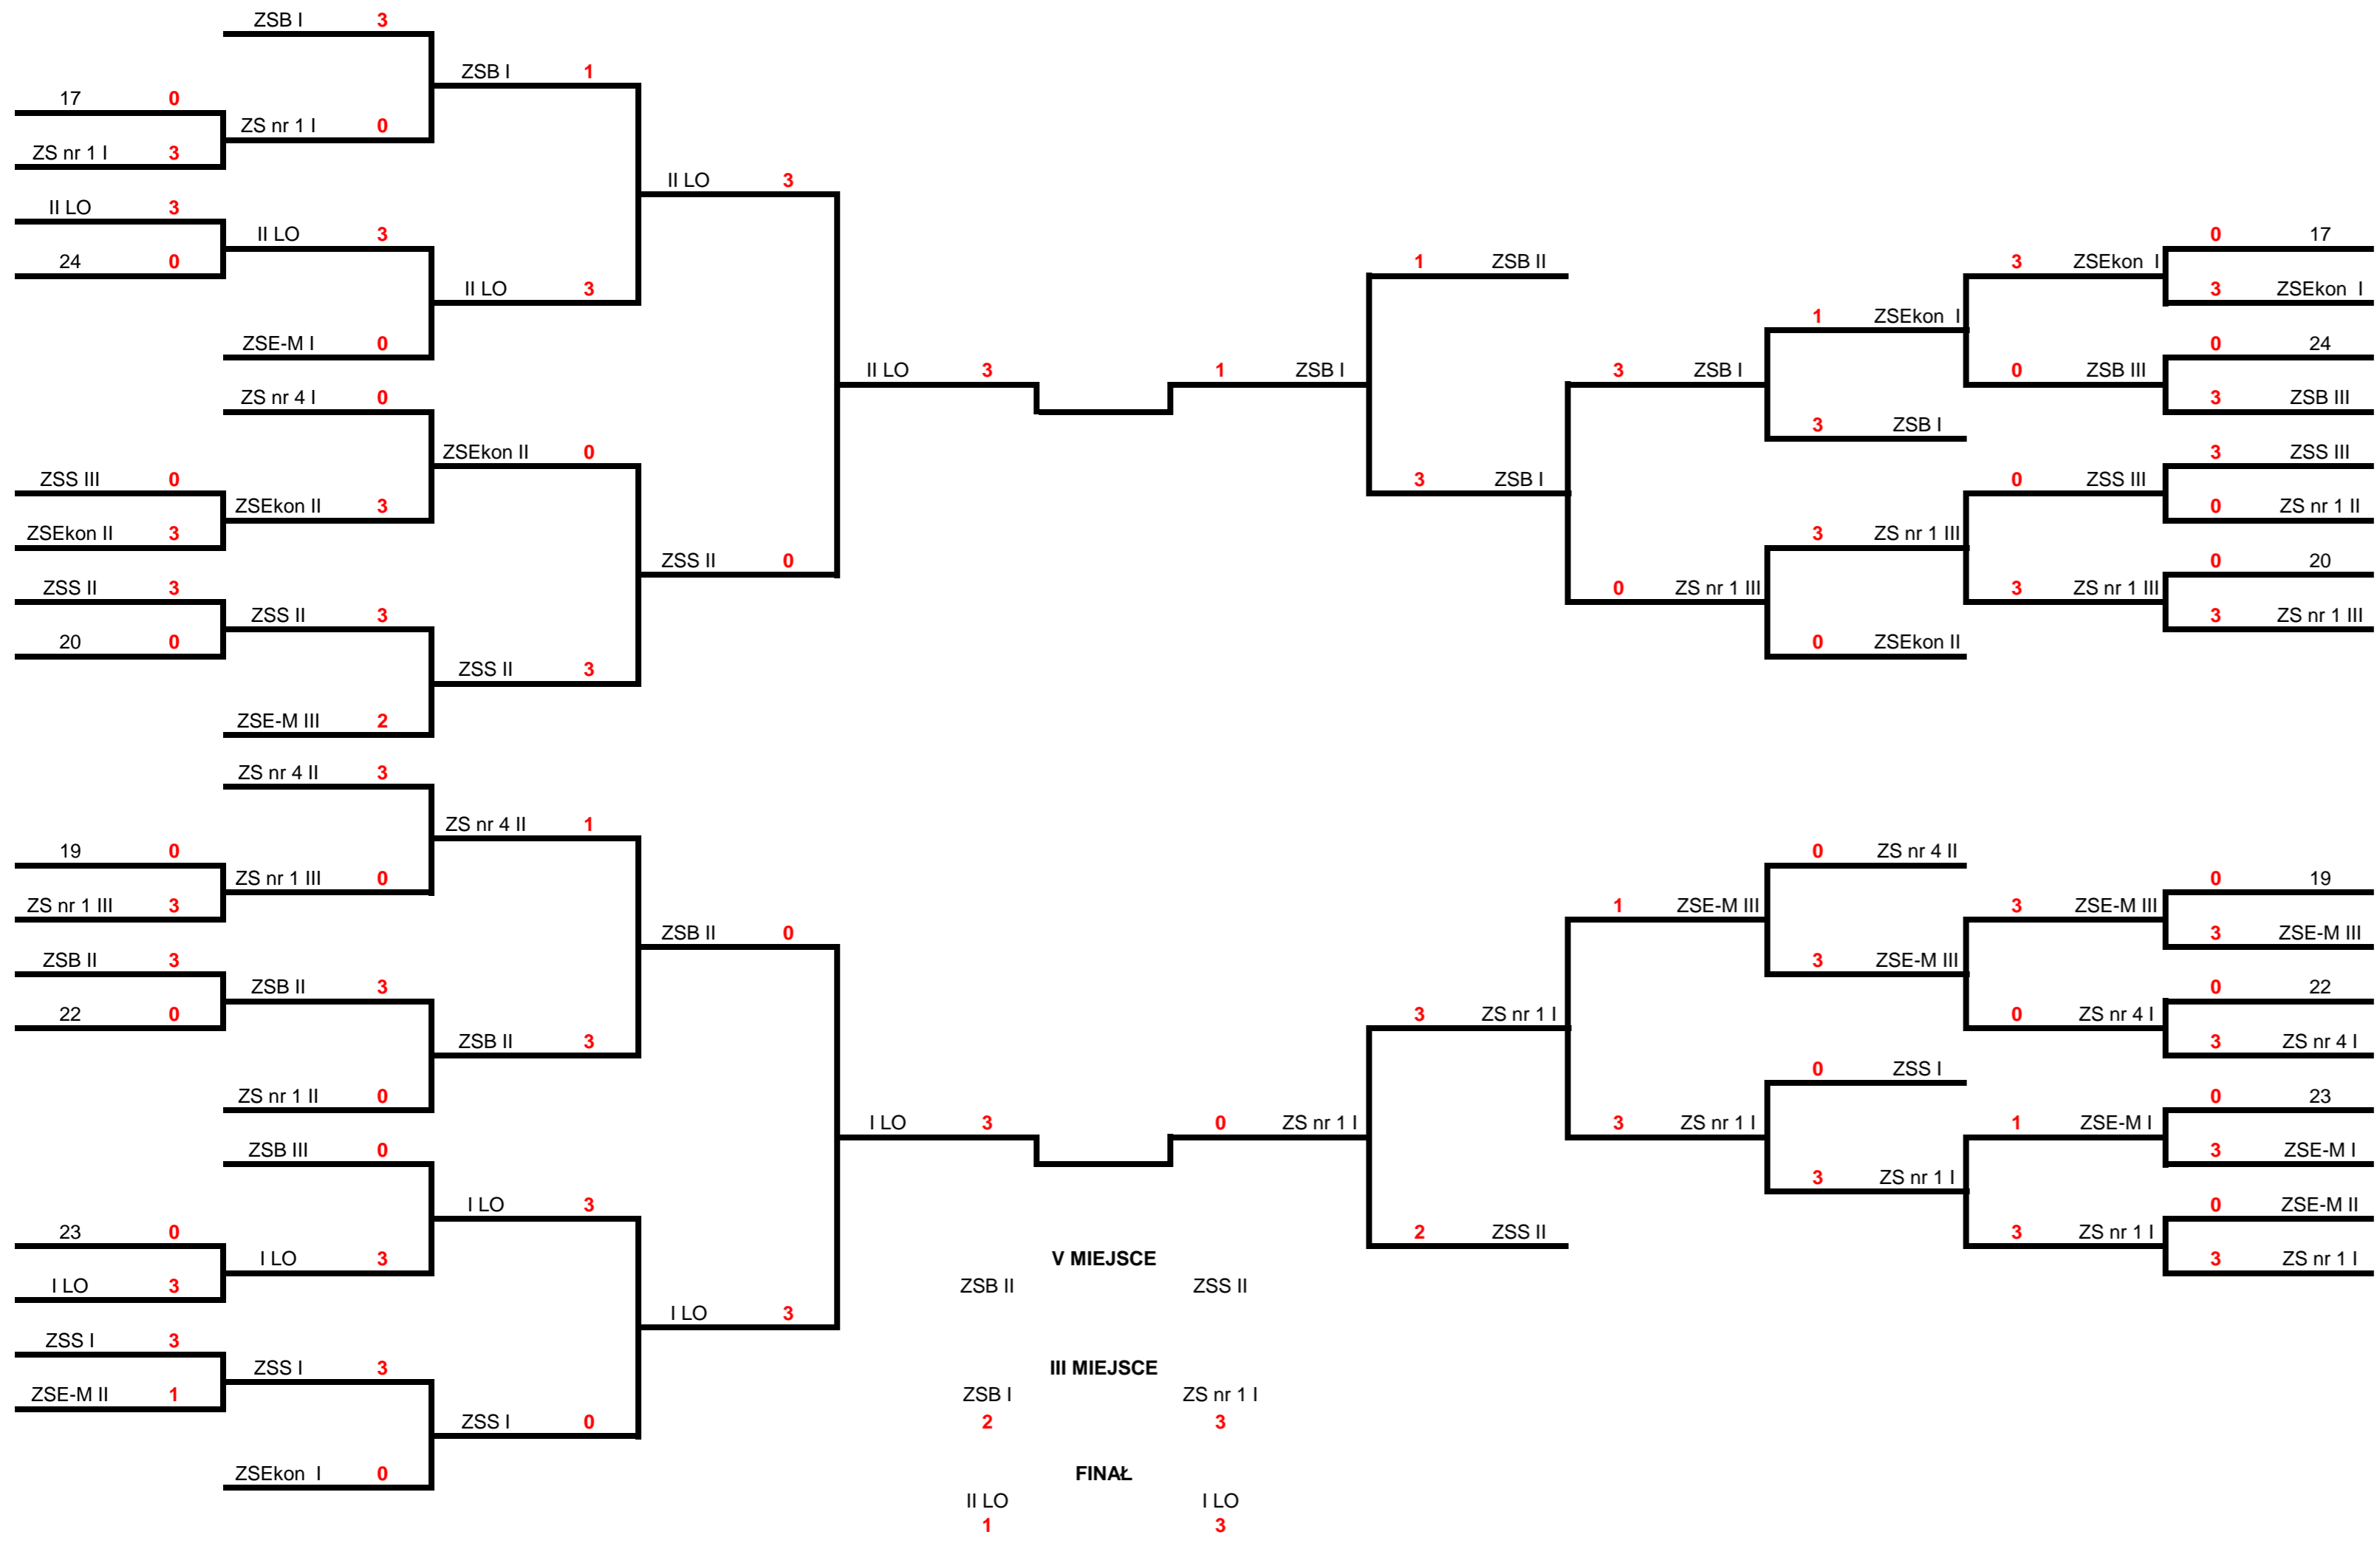 ZSB I 3
ZSB I 1
17 0
ZS nr 1 I 0
ZS nr 1 I 3
II LO 3
II LO 3
II LO 3
24 0
II LO 3
ZSE-M I 0
ZS nr 4 I 0
ZSEkon II 0
ZSS III 0
ZSEkon II 3
ZSEkon II 3
ZSS II 0
ZSS II 3
ZSS II 3
20 0
ZSS II 3
ZSE-M III 2
II LO 3
1 ZSB I
1 ZSB II
3 ZSB I
3 ZSB I
0 ZS nr 1 III
1 ZSEkon I
3 ZSB I
3 ZS nr 1 III
0 ZSEkon II
3 ZSEkon I
0 ZSB III
0 ZSS III
3 ZS nr 1 III
0 17
3 ZSEkon I
0 24
3 ZSB III
3 ZSS III
0 ZS nr 1 II
0 20
3 ZS nr 1 III
ZS nr 4 II 3
ZS nr 4 II 1
19 0
ZS nr 1 III 0
ZS nr 1 III 3
ZSB II 0
ZSB II 3
ZSB II 3
22 0
ZSB II 3
ZS nr 1 II 0
ZSB III 0
I LO 3
23 0
I LO 3
I LO 3
I LO 3
ZSS I 3
ZSS I 3
ZSE-M II 1
ZSS I 0
ZSEkon I 0
I LO 3
0 ZS nr 1 I
3 ZS nr 1 I
2 ZSS II
1 ZSE-M III
3 ZS nr 1 I
0 ZS nr 4 II
3 ZSE-M III
0 ZSS I
3 ZS nr 1 I
3 ZSE-M III
0 ZS nr 4 I
1 ZSE-M I
3 ZS nr 1 I
0 19
3 ZSE-M III
0 22
3 ZS nr 4 I
0 23
3 ZSE-M I
0 ZSE-M II
3 ZS nr 1 I
V MIEJSCE
ZSB II ZSS II
III MIEJSCE
ZSB I ZS nr 1 I
2 3
FINAŁ
II LO I LO
1 3